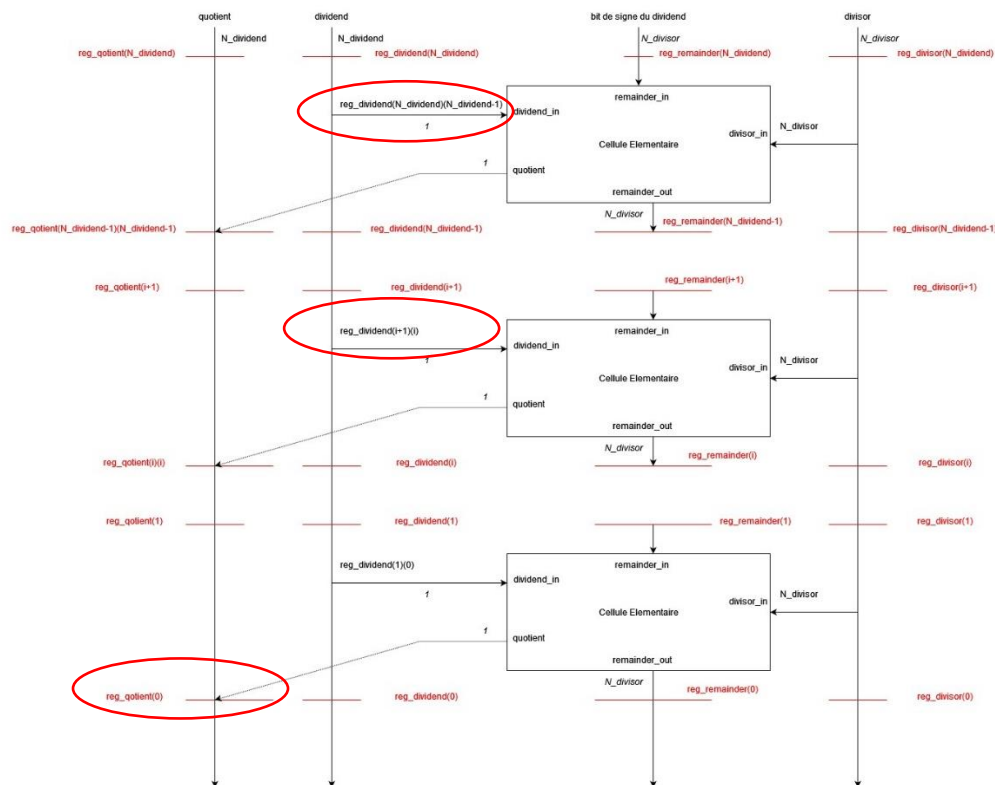 quotient dividend bit de signe du dividend divisor
N_dividend N_dividend N_divisor N_divisor
reg_qotient(N_dividend) reg_dividend(N_dividend) reg_remainder(N_dividend) reg_divisor(N_dividend)
reg_dividend(N_dividend)(N_dividend-1) remainder_in
dividend_in
1
divisor_in N_divisor
Cellule Elementaire
1 quotient
remainder_out
N_divisor
reg_qotient(N_dividend-1)(N_dividend-1) reg_dividend(N_dividend-1) reg_remainder(N_dividend-1) reg_divisor(N_dividend-1)
reg_qotient(i+1) reg_dividend(i+1) reg_remainder(i+1) reg_divisor(i+1)
reg_dividend(i+1)(i) remainder_in
dividend_in
1
divisor_in N_divisor
Cellule Elementaire
1 quotient
remainder_out
N_divisor
reg_qotient(i)(i) reg_dividend(i) reg_remainder(i) reg_divisor(i)
reg_qotient(1) reg_dividend(1) reg_remainder(1) reg_divisor(1)
reg_dividend(1)(0) remainder_in
dividend_in
1
divisor_in N_divisor
Cellule Elementaire
1 quotient
remainder_out
N_divisor
reg_qotient(0) reg_dividend(0) reg_remainder(0) reg_divisor(0)